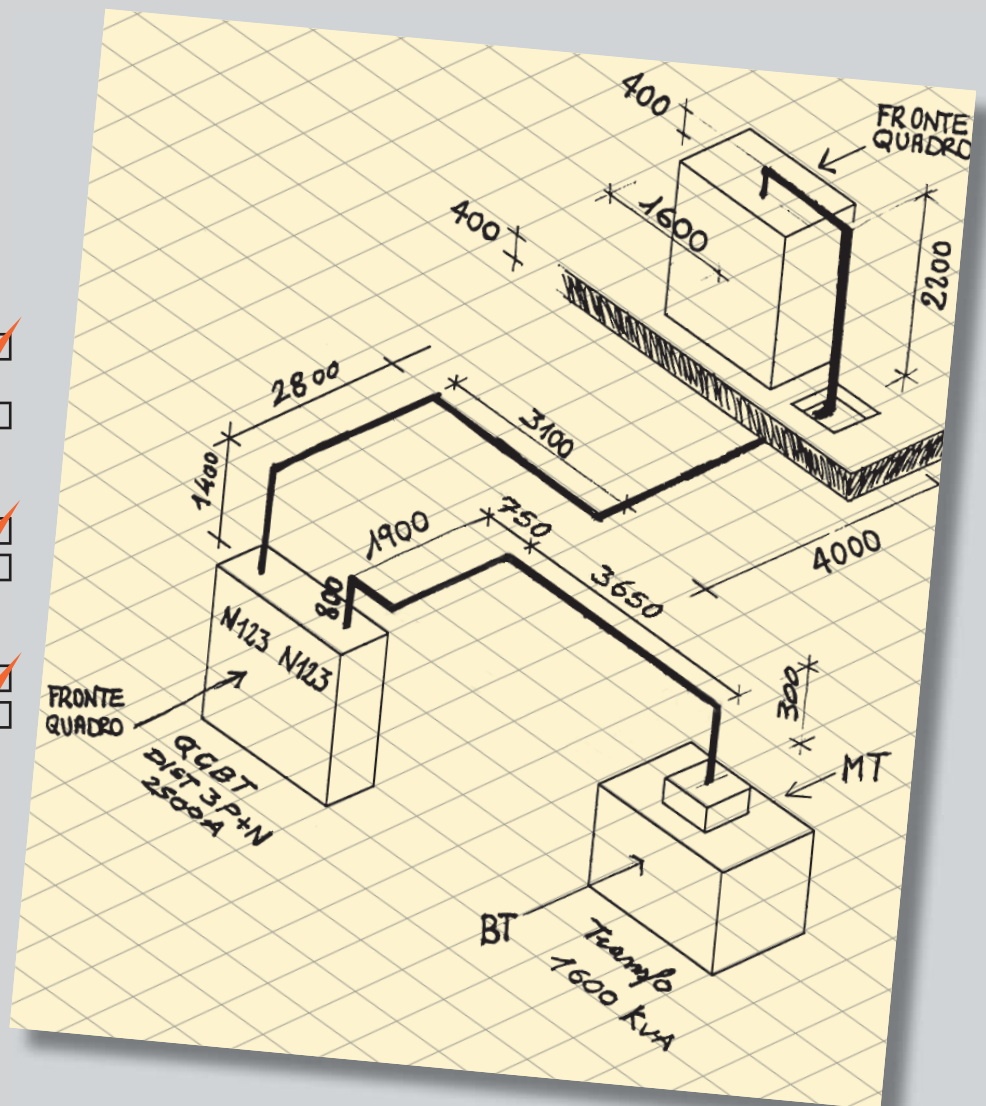 400
FRONTE
QUADRO
400
1600
2200
2800
3100
1400
1900
750
4000
800
3650
N123 N123
300
FRONTE
QUADRO
MT
QGBT
DIST 3P+N
2500A
BT
Transfo
1600 KVA